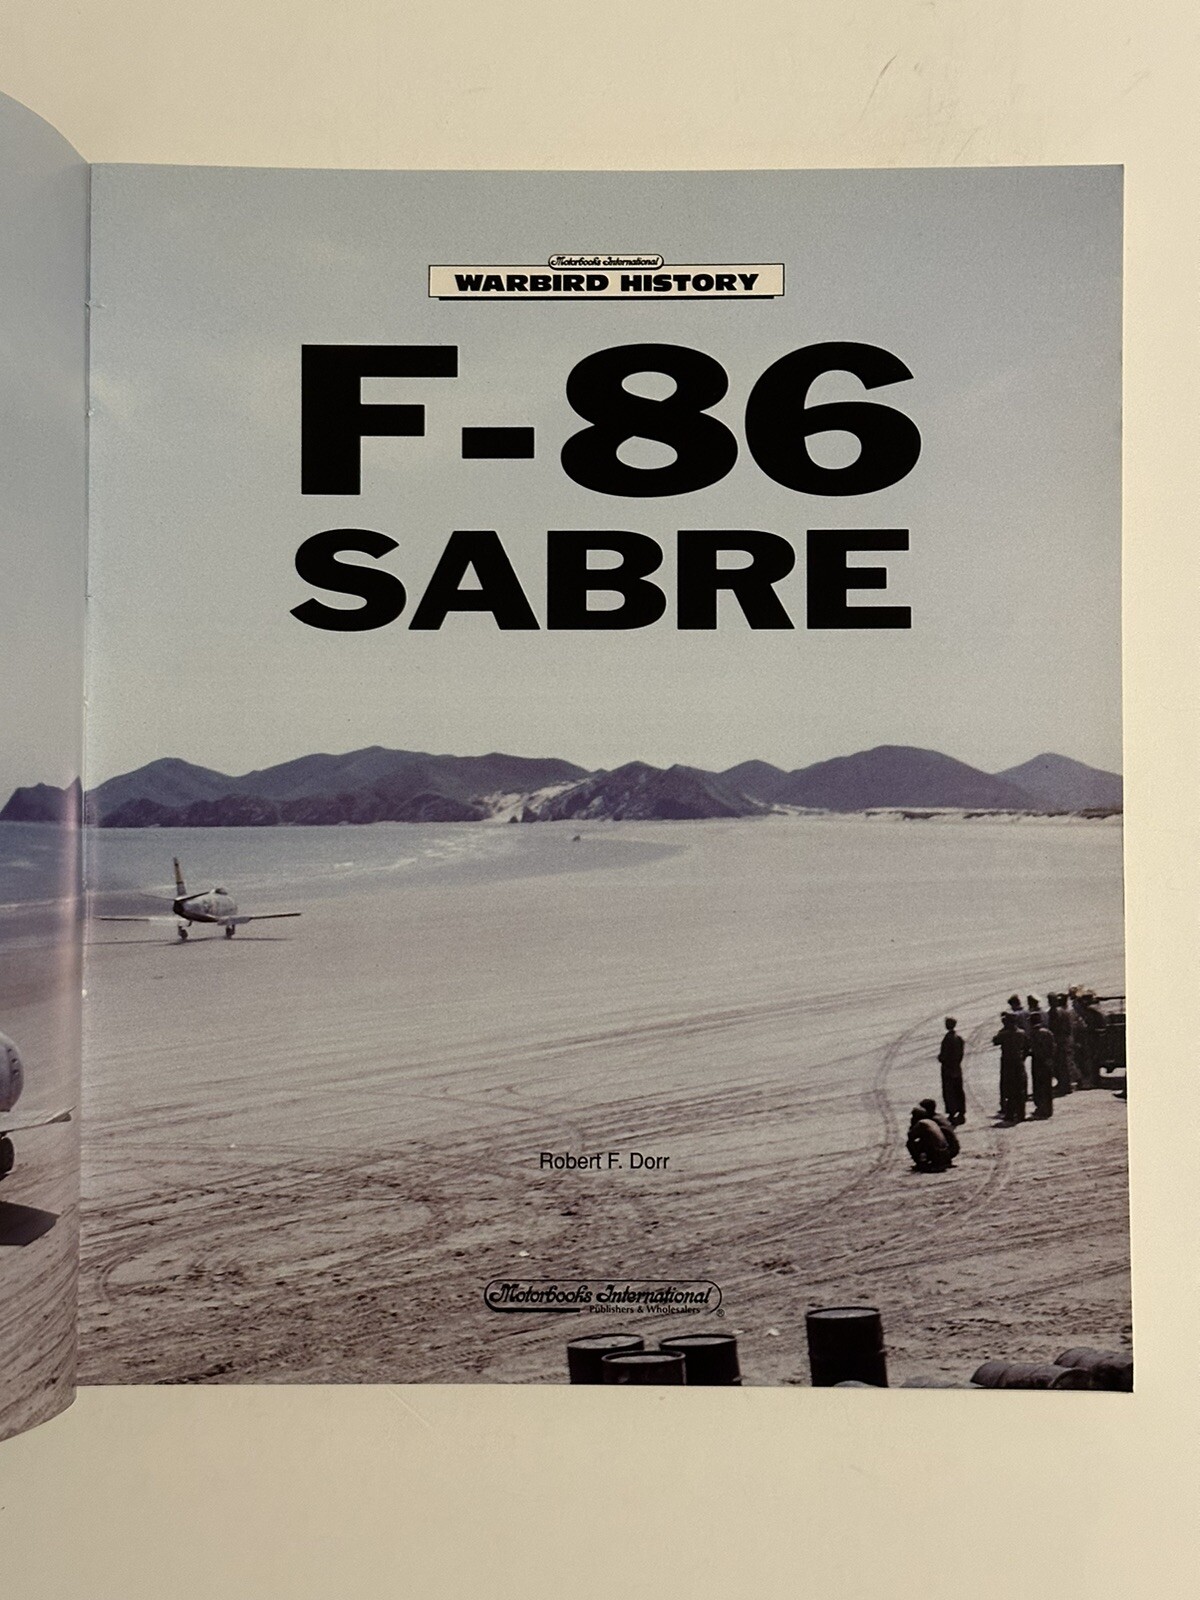 Motorbooks International
WARBIRD HISTORY
F-86
SABRE
Robert F. Dorr
Motorbooks International
Publishers & Wholesalers ®